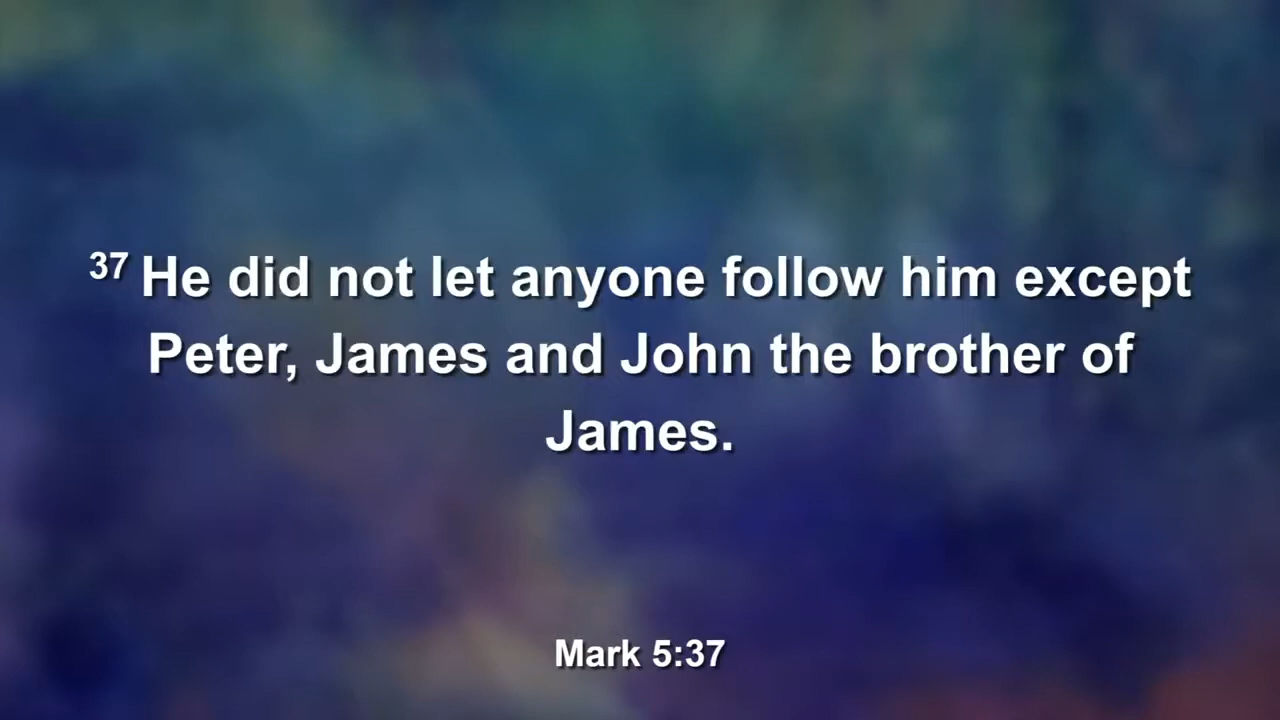 37 He did not let anyone follow him except
Peter, James and John the brother of
James.
Mark 5:37